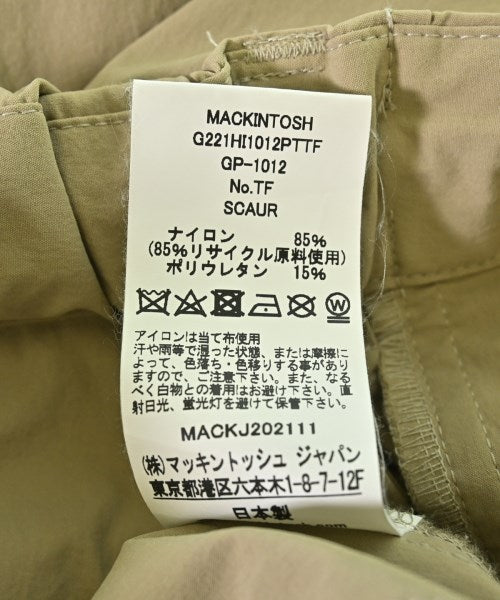 MACKINTOSH
G221HI1012PTTF
GP-1012
No.TF
SCAUR
ナイロン 85%
(85%リサイクル原料使用)
ポリウレタン 15%
アイロンは当て布使用
汗や雨等で湿った状態、または摩擦に
よって、色落ち・色移りする事があり
ますので、ご注意下さい。また、なる
べく白物との着用はお避け下さい。直
射日光、蛍光灯を避けて保管下さい。
MACKJ202111
(株)マッキントッシュ ジャパン
東京都港区六本木1-8-7-12F
日本製